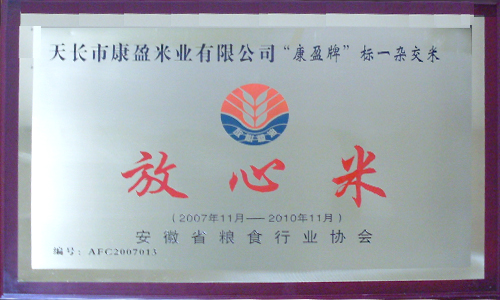 天长市康盈米业有限公司“康盈牌”标一杂交米
放心米
(2007年11月——2010年11月)
安徽省粮食行业协会
编号:AFC2007013